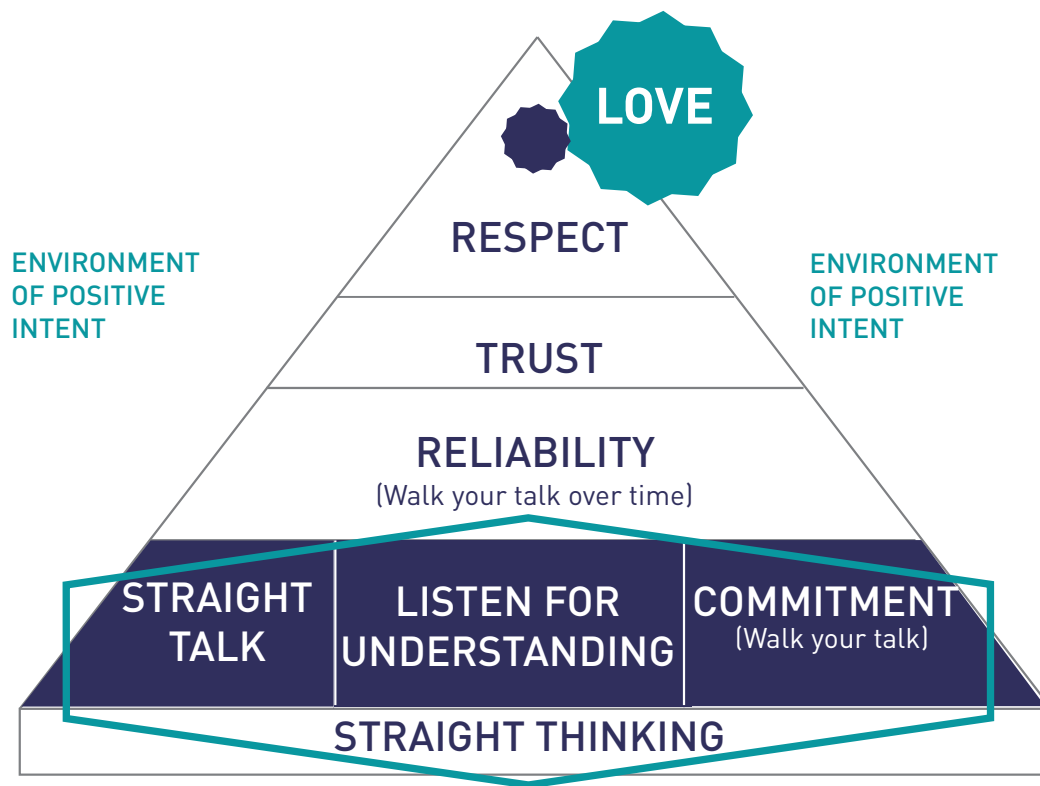 LOVE
RESPECT
ENVIRONMENT
OF POSITIVE
INTENT
ENVIRONMENT
OF POSITIVE
INTENT
TRUST
RELIABILITY
(Walk your talk over time)
STRAIGHT
TALK
LISTEN FOR
UNDERSTANDING
COMMITMENT
(Walk your talk)
STRAIGHT THINKING